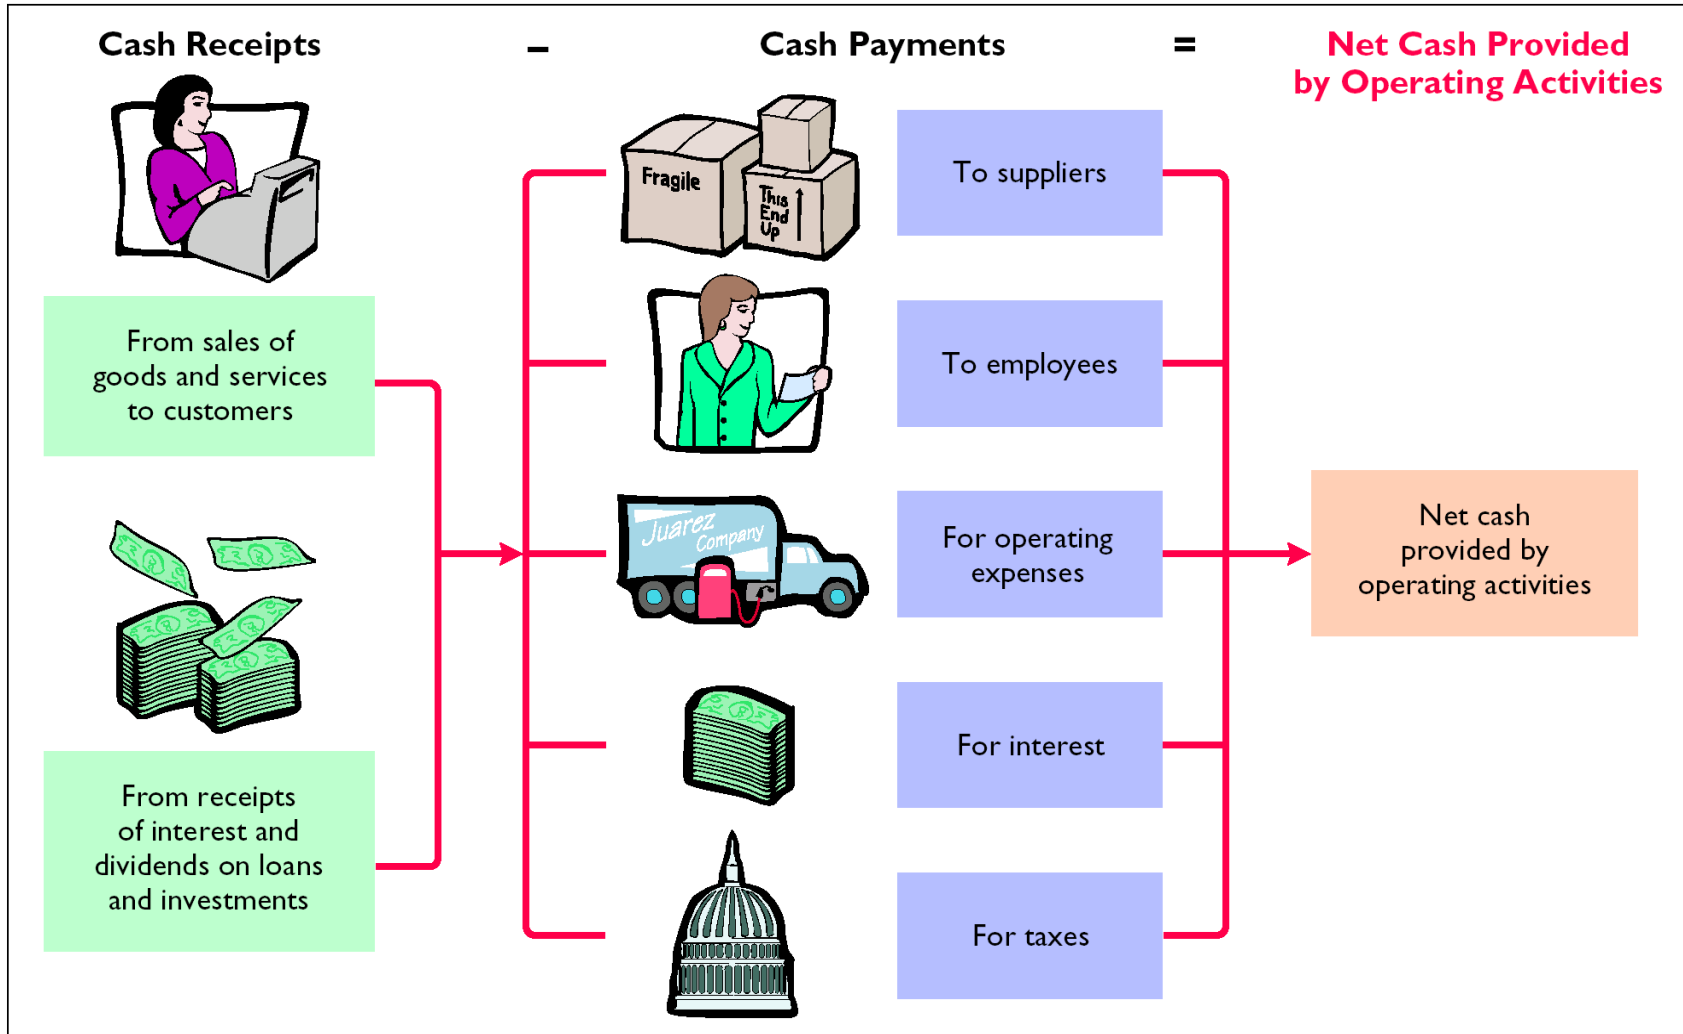 Cash Receipts – Cash Payments = Net Cash Provided
by Operating Activities
From sales of
goods and services
to customers
From receipts
of interest and
dividends on loans
and investments
Fragile
This
End
Up
To suppliers
To employees
Juarez
Company
For operating
expenses
For interest
For taxes
Net cash
provided by
operating activities